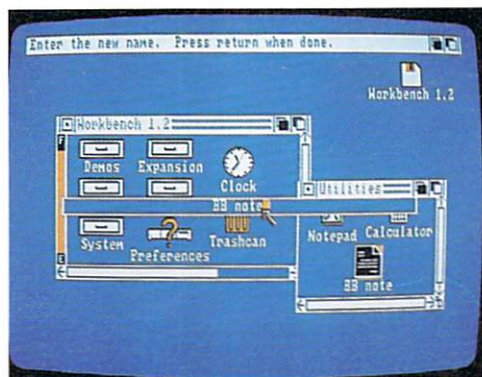 Enter the new name. Press return when done.
Workbench 1.2
Workbench 1.2
Demos Expansion
Clock
Utilities
BB note
Notepad Calculator
System
Trashcan
Preferences
BB note
F
E